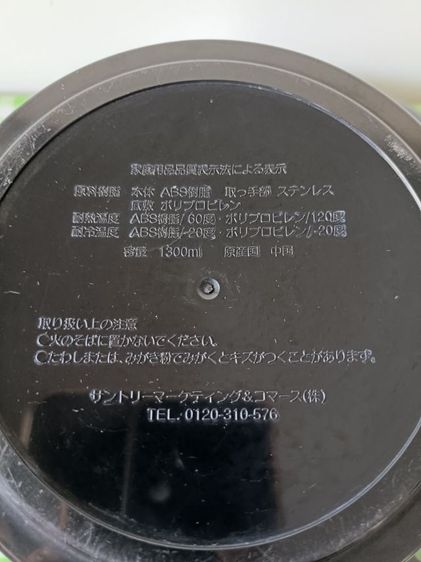 家庭用品品質表示法による表示
原料樹脂 本体 ABS樹脂 取っ手部 ステンレス
底敷 ポリプロピレン
耐熱温度 ABS樹脂/60度・ポリプロピレン/120度
耐冷温度 ABS樹脂/-20度・ポリプロピレン/-20度
容量 1300ml 原産国 中国
取り扱い上の注意
○火のそばに置かないでください。
○たわしまたは、みがき粉でみがくとキズがつくことがあります。
サントリーマーケティング&コマース(株)
TEL.:0120-310-576